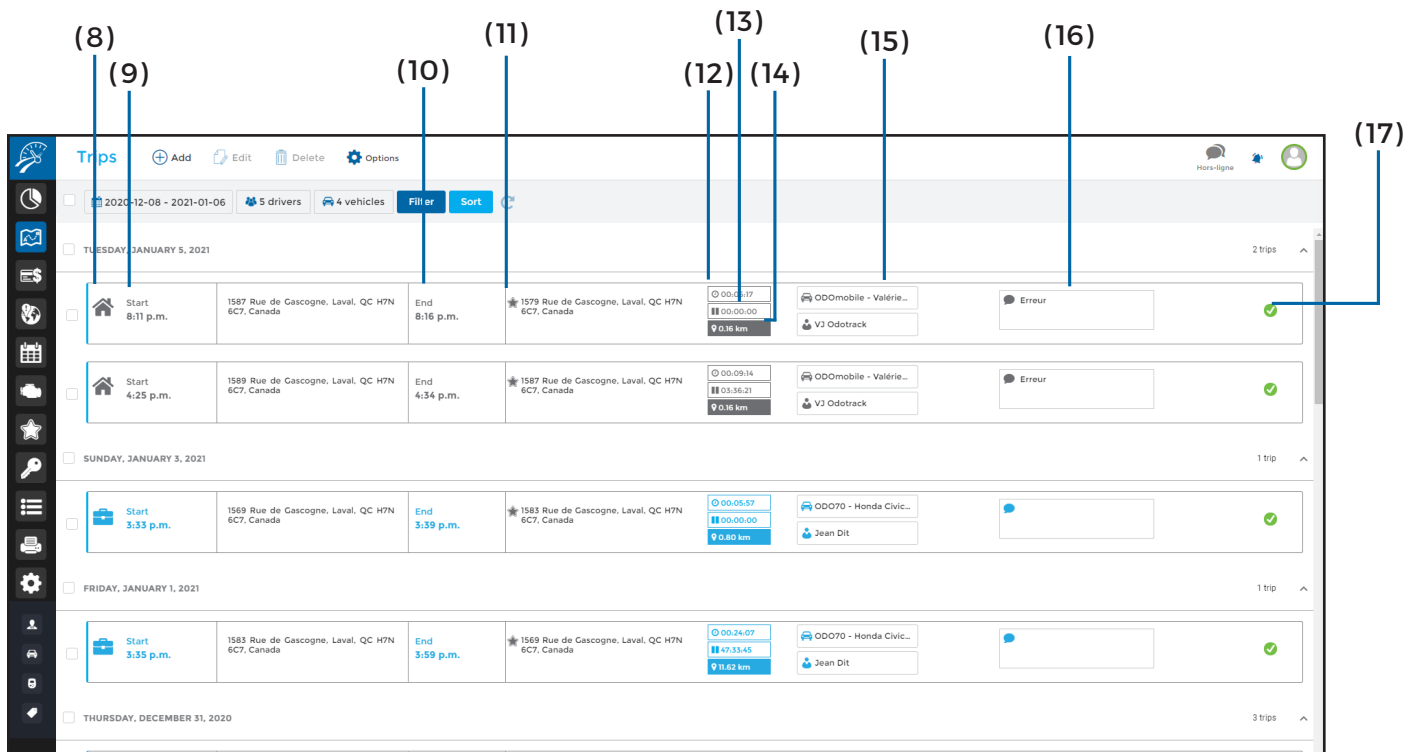 (8)
(9)
(10)
(11)
(12)
(13)
(14)
(15)
(16)
(17)
Trips Add Edit Delete Options Hors-ligne
2020-12-08 - 2021-01-06 5 drivers 4 vehicles Filter Sort
TUESDAY, JANUARY 5, 2021 2 trips
Start
8:11 p.m.
1587 Rue de Gascogne, Laval, QC H7N
6C7, Canada
End
8:16 p.m.
1579 Rue de Gascogne, Laval, QC H7N
6C7, Canada
00:05:17
00:00:00
0.16 km
ODOmobile - Valérie...
VJ Odotrack
Erreur
Start
4:25 p.m.
1589 Rue de Gascogne, Laval, QC H7N
6C7, Canada
End
4:34 p.m.
1587 Rue de Gascogne, Laval, QC H7N
6C7, Canada
00:09:14
03:36:21
0.16 km
ODOmobile - Valérie...
VJ Odotrack
Erreur
SUNDAY, JANUARY 3, 2021 1 trip
Start
3:33 p.m.
1569 Rue de Gascogne, Laval, QC H7N
6C7, Canada
End
3:39 p.m.
1583 Rue de Gascogne, Laval, QC H7N
6C7, Canada
00:05:57
00:00:00
0.80 km
ODO70 - Honda Civic...
Jean Dit
FRIDAY, JANUARY 1, 2021 1 trip
Start
3:35 p.m.
1583 Rue de Gascogne, Laval, QC H7N
6C7, Canada
End
3:59 p.m.
1569 Rue de Gascogne, Laval, QC H7N
6C7, Canada
00:24:07
47:33:45
11.62 km
ODO70 - Honda Civic...
Jean Dit
THURSDAY, DECEMBER 31, 2020 3 trips